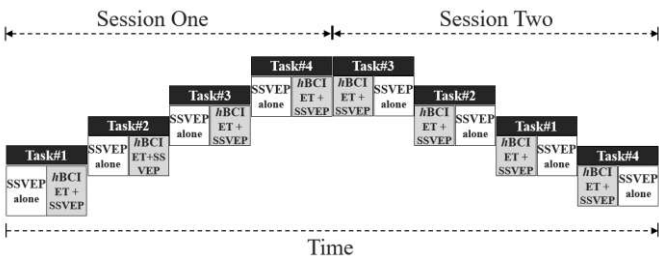 Session One
Session Two
Task#4
Task#3
SSVEP
alone
hBCI
ET +
SSVEP
hBCI
ET +
SSVEP
SSVEP
alone
Task#3
SSVEP
alone
hBCI
ET +
SSVEP
Task#2
hBCI
ET +
SSVEP
SSVEP
alone
Task#2
SSVEP
alone
hBCI
ET+SS
VEP
Task#1
hBCI
ET +
SSVEP
SSVEP
alone
Task#1
SSVEP
alone
hBCI
ET +
SSVEP
Task#4
hBCI
ET +
SSVEP
SSVEP
alone
Time